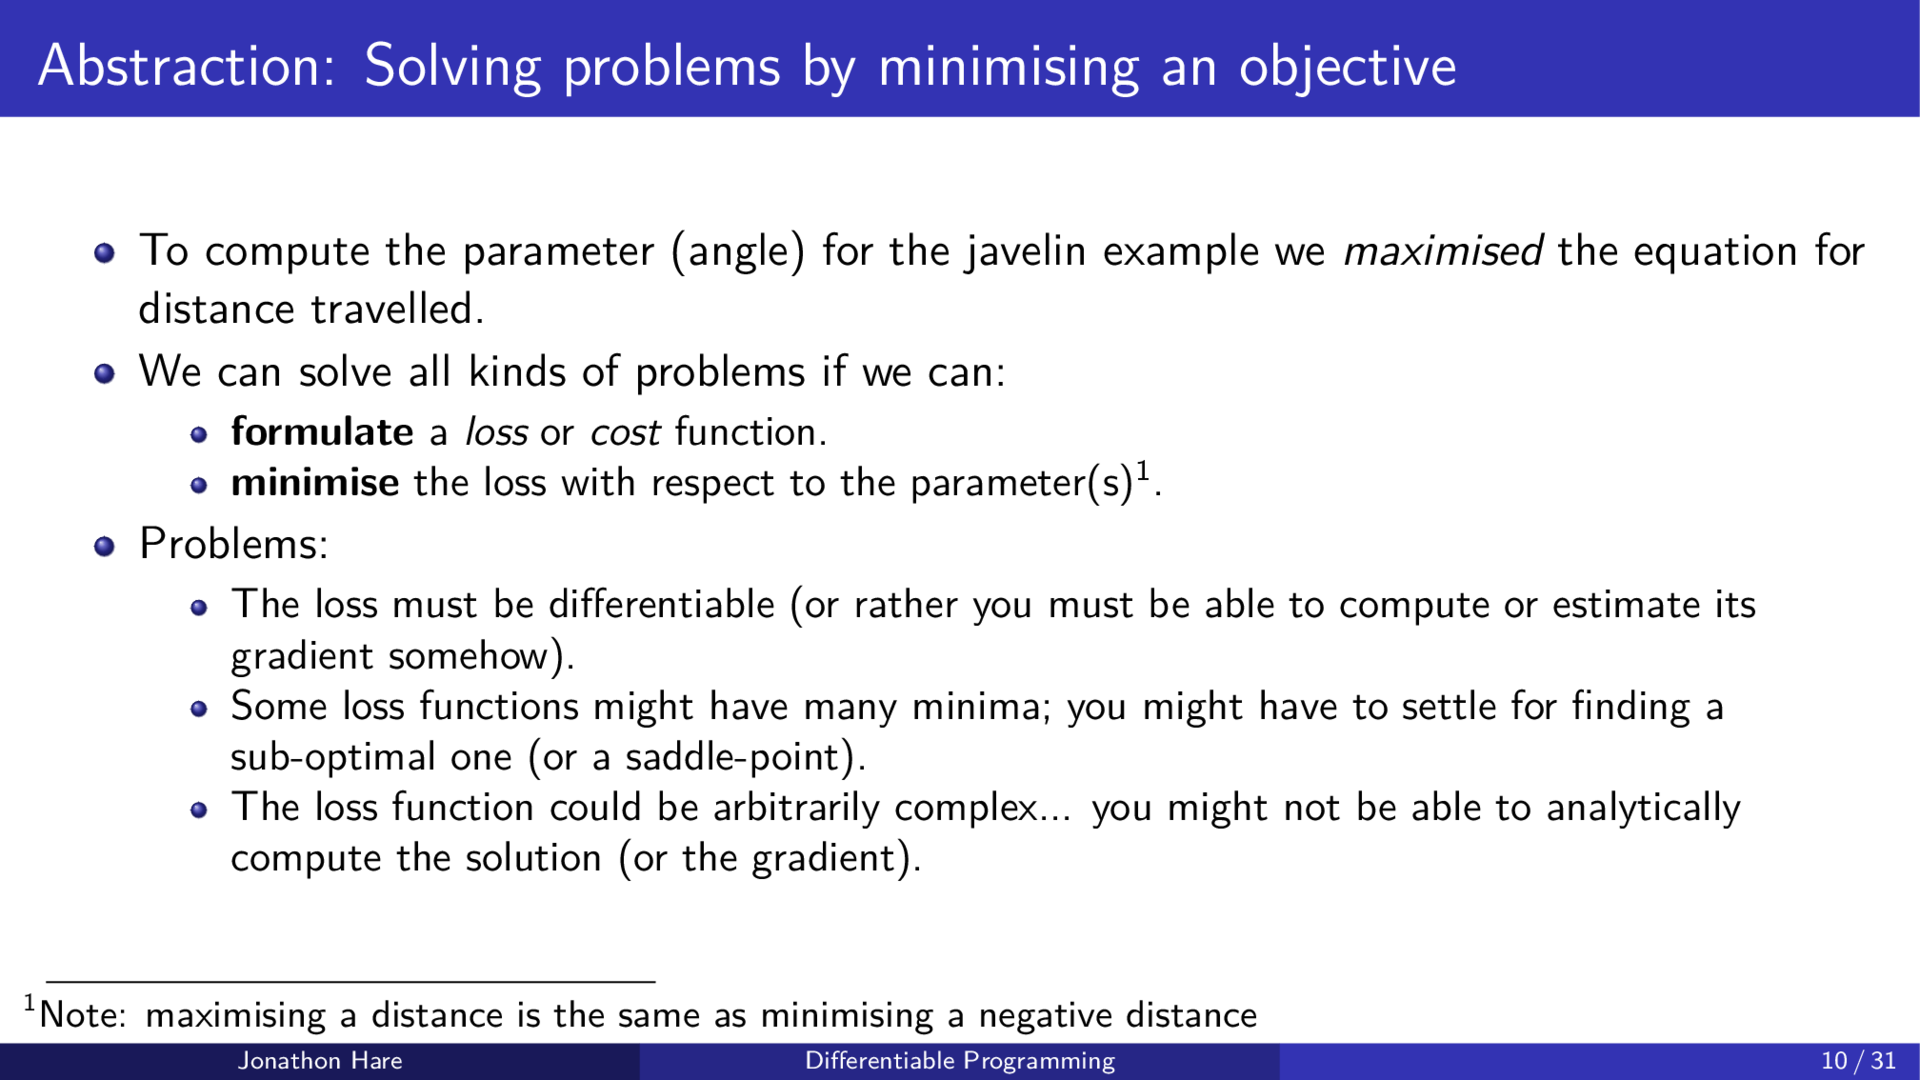 Abstraction: Solving problems by minimising an objective
To compute the parameter (angle) for the javelin example we maximised the equation for
distance travelled.
We can solve all kinds of problems if we can:
formulate a loss or cost function.
minimise the loss with respect to the parameter(s)¹.
Problems:
The loss must be differentiable (or rather you must be able to compute or estimate its
gradient somehow).
Some loss functions might have many minima; you might have to settle for finding a
sub-optimal one (or a saddle-point).
The loss function could be arbitrarily complex... you might not be able to analytically
compute the solution (or the gradient).
¹Note: maximising a distance is the same as minimising a negative distance
Jonathon Hare
Differentiable Programming
10 / 31